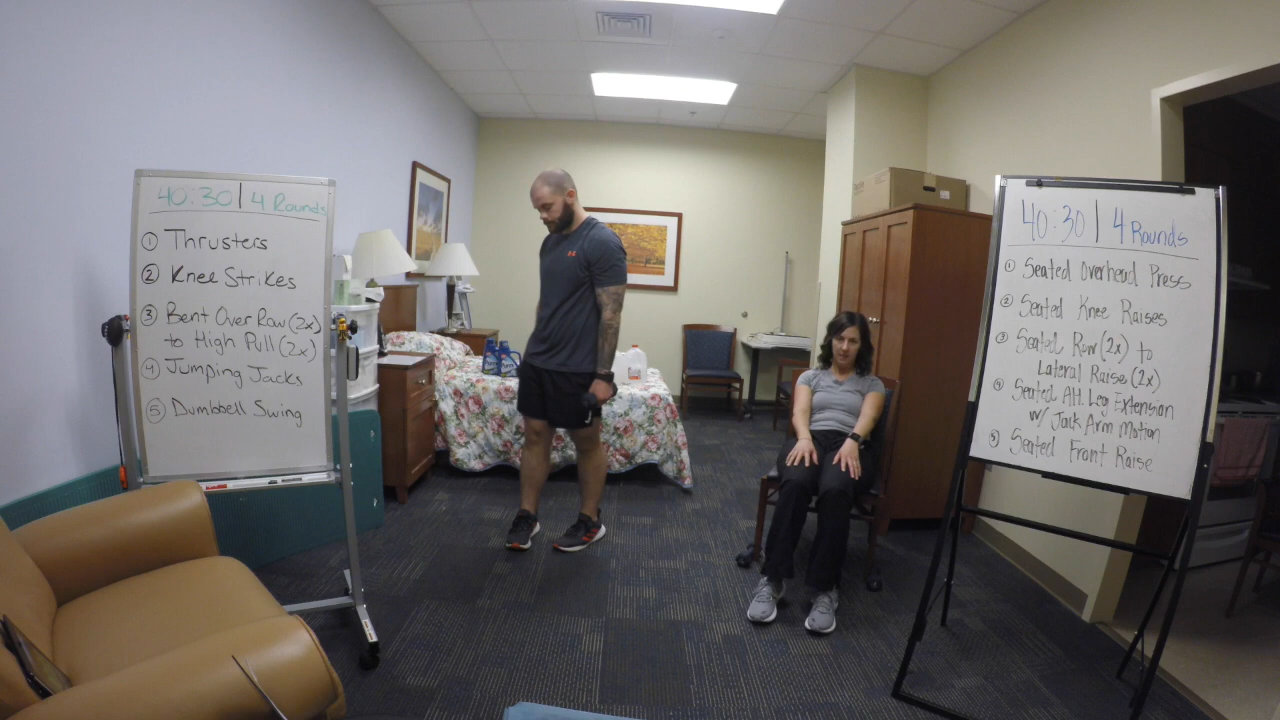 40:30 | 4 Rounds
① Thrusters
② Knee Strikes
③ Bent Over Row (2x)
to High Pull (2x)
④ Jumping Jacks
⑤ Dumbbell Swing
40:30 | 4 Rounds
① Seated Overhead Press
② Seated Knee Raises
③ Seated Row (2x) to
Lateral Raise (2x)
④ Seated Alt. Leg Extension
w/ Jack Arm Motion
⑤ Seated Front Raise